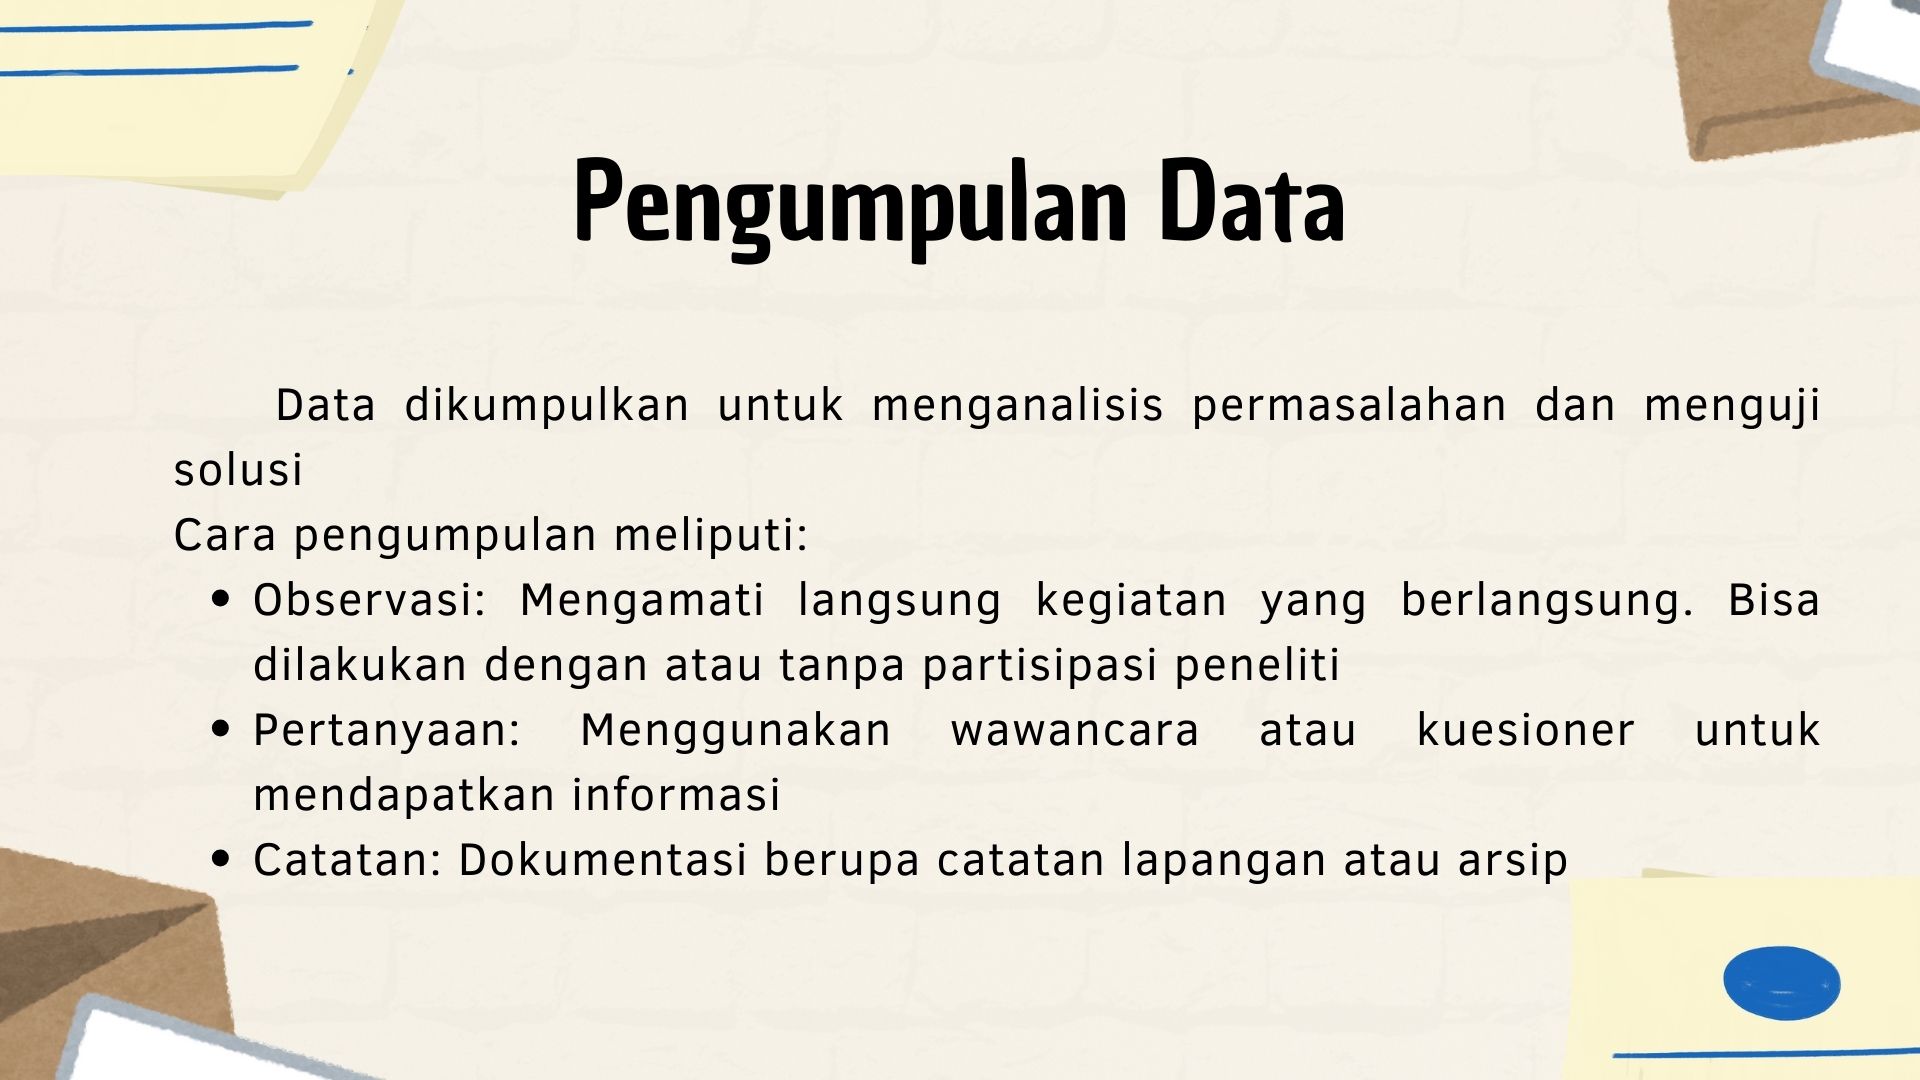 Pengumpulan Data
Data dikumpulkan untuk menganalisis permasalahan dan menguji
solusi
Cara pengumpulan meliputi:
• Observasi: Mengamati langsung kegiatan yang berlangsung. Bisa
dilakukan dengan atau tanpa partisipasi peneliti
• Pertanyaan: Menggunakan wawancara atau kuesioner untuk
mendapatkan informasi
• Catatan: Dokumentasi berupa catatan lapangan atau arsip